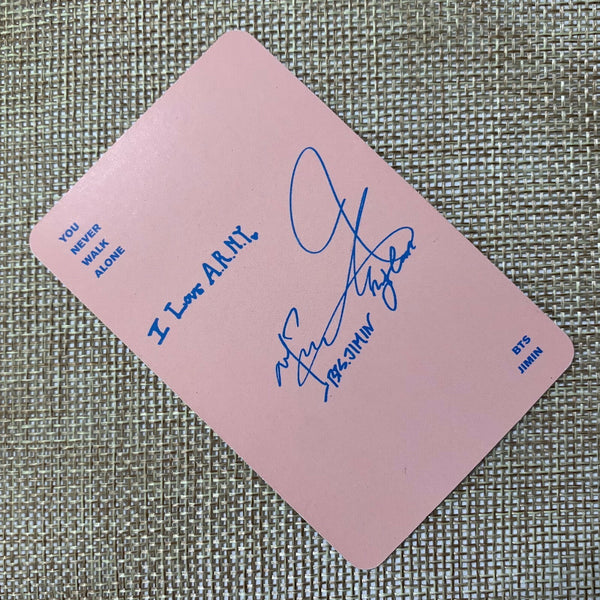 YOU
NEVER
WALK
ALONE
I Love A.R.M.Y.
BTS.JIMIN
BTS
JIMIN